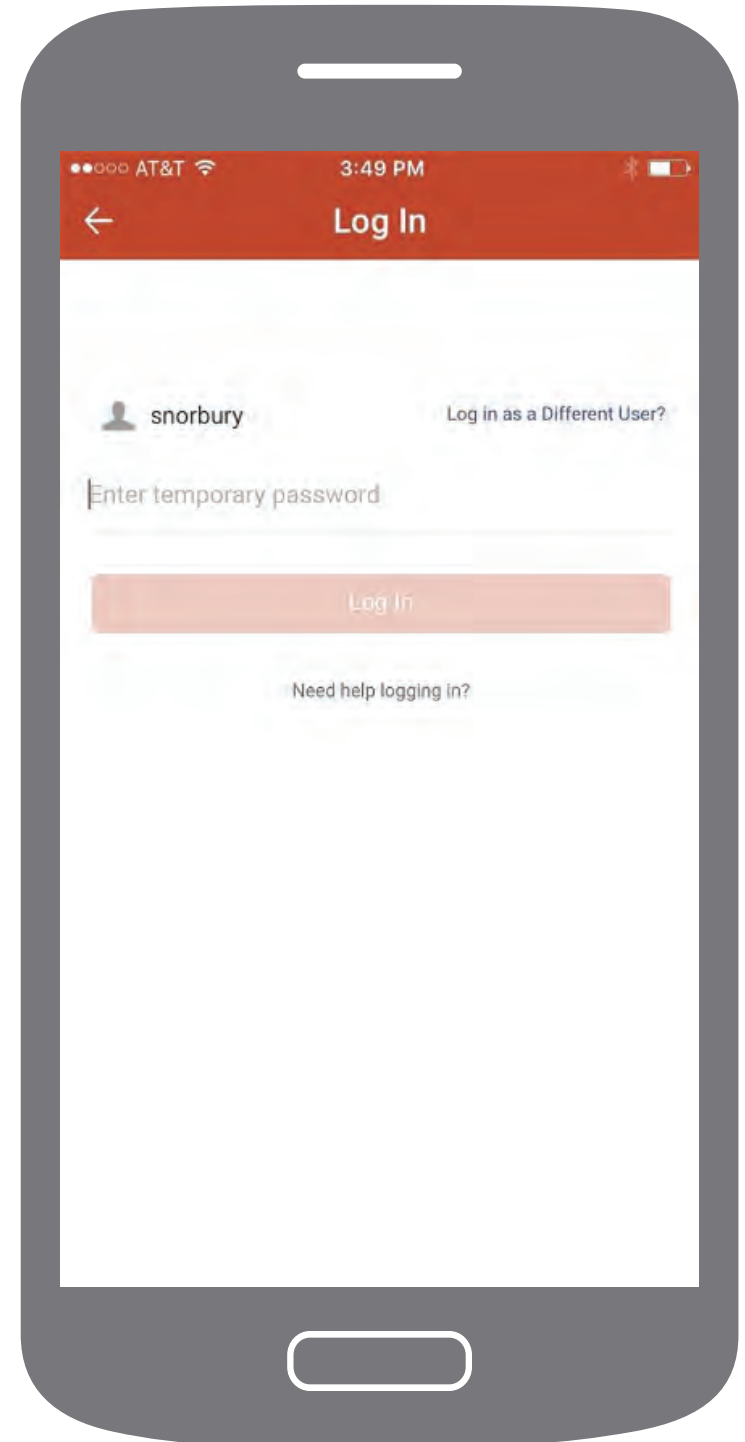 AT&T 3:49 PM
Log In
snorbury Log in as a Different User?
Enter temporary password
Log In
Need help logging in?